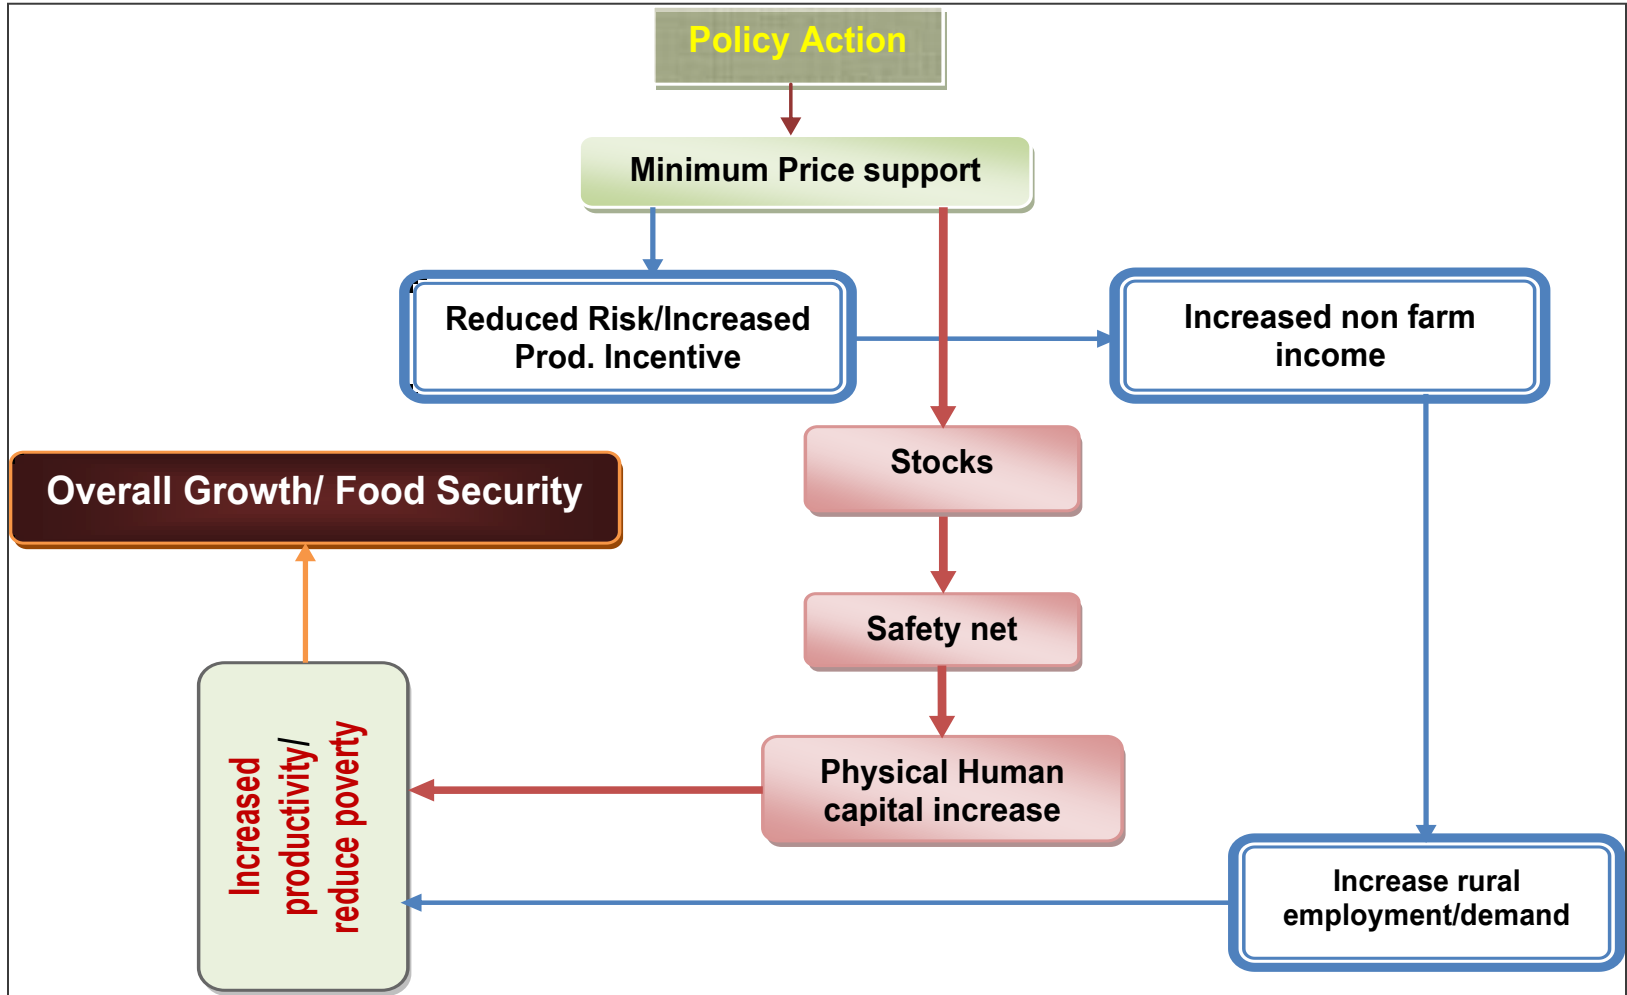 Policy Action
Minimum Price support
Reduced Risk/Increased
Prod. Incentive
Increased non farm
income
Stocks
Overall Growth/ Food Security
Safety net
Increased
productivity/
reduce poverty
Physical Human
capital increase
Increase rural
employment/demand